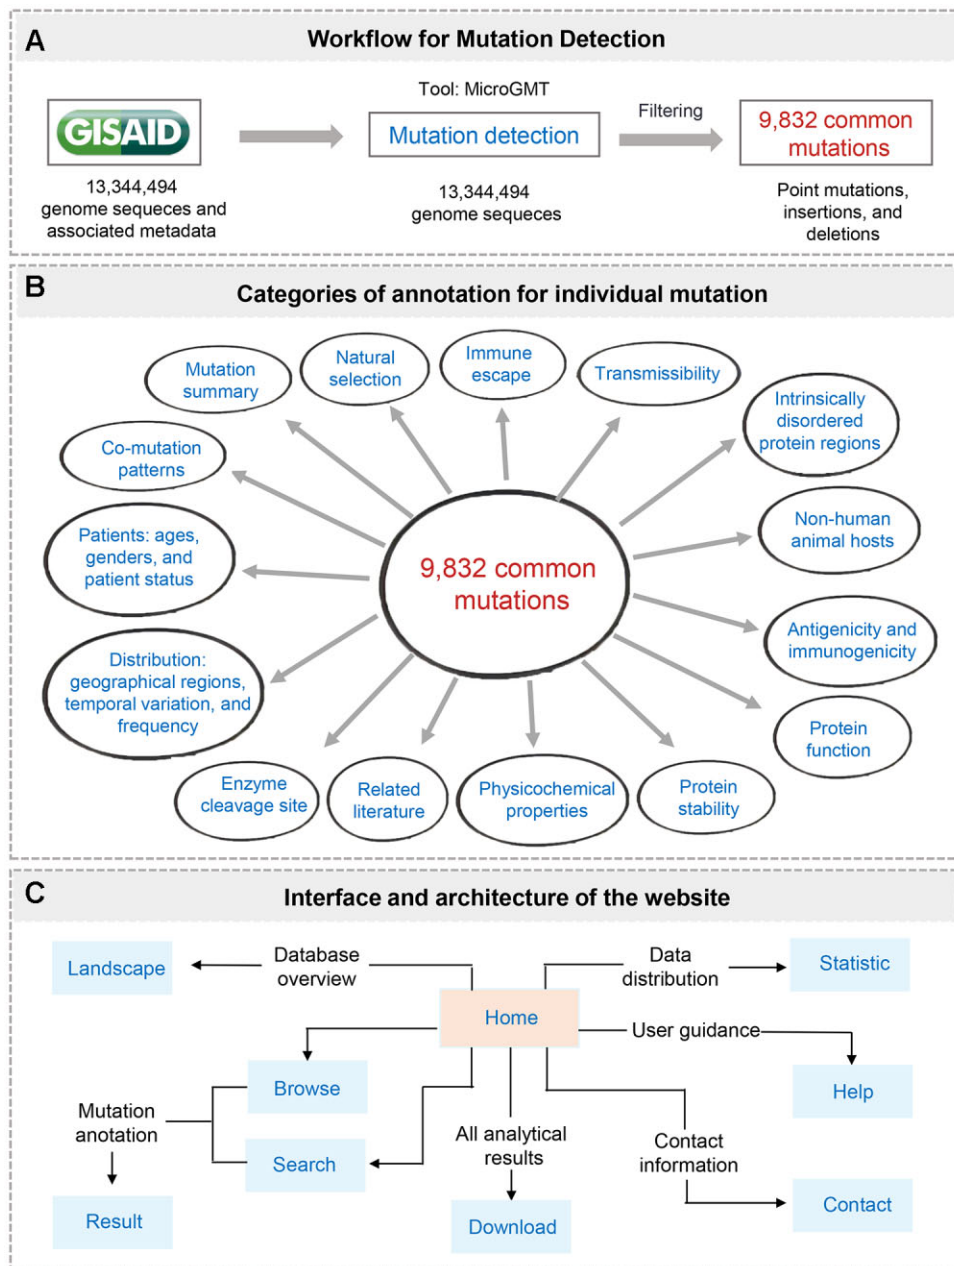 A
Workflow for Mutation Detection
GISAID
13,344,494
genome sequeces and
associated metadata
Tool: MicroGMT
Mutation detection
13,344,494
genome sequeces
Filtering
9,832 common
mutations
Point mutations,
insertions, and
deletions
B
Categories of annotation for individual mutation
Mutation
summary
Natural
selection
Immune
escape
Transmissibility
Intrinsically
disordered
protein regions
Co-mutation
patterns
Non-human
animal hosts
Patients: ages,
genders, and
patient status
9,832 common
mutations
Antigenicity and
immunogenicity
Distribution:
geographical regions,
temporal variation, and
frequency
Protein
function
Enzyme
cleavage site
Related
literature
Physicochemical
properties
Protein
stability
C
Interface and architecture of the website
Landscape
Database
overview
Data
distribution
Statistic
Home
User guidance
Browse
Help
Mutation
anotation
Search
All analytical
results
Contact
information
Result
Download
Contact